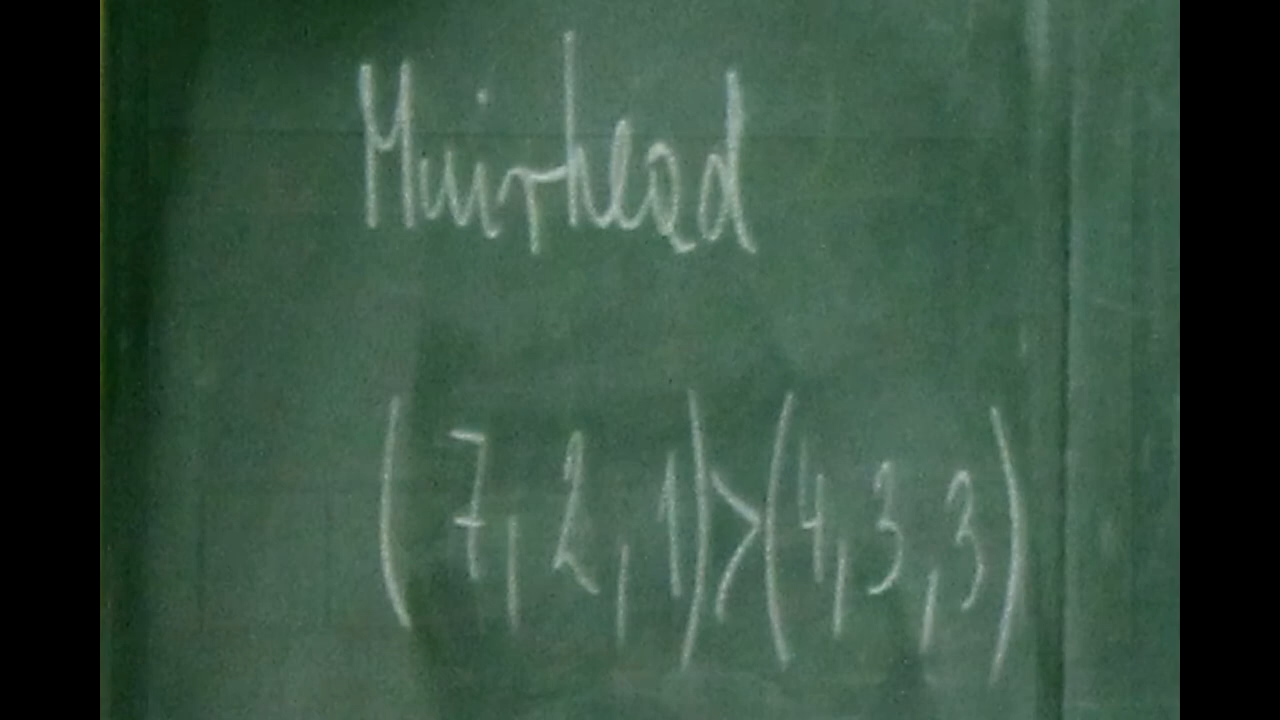 Muirhead
(7, 2, 1) > (4, 3, 3)